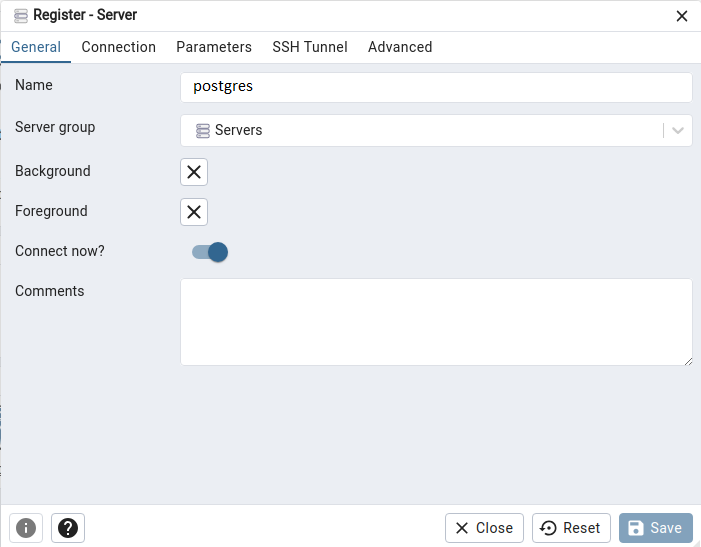 Register - Server
General Connection Parameters SSH Tunnel Advanced
Name postgres
Server group Servers
Background
Foreground
Connect now?
Comments
Close Reset Save